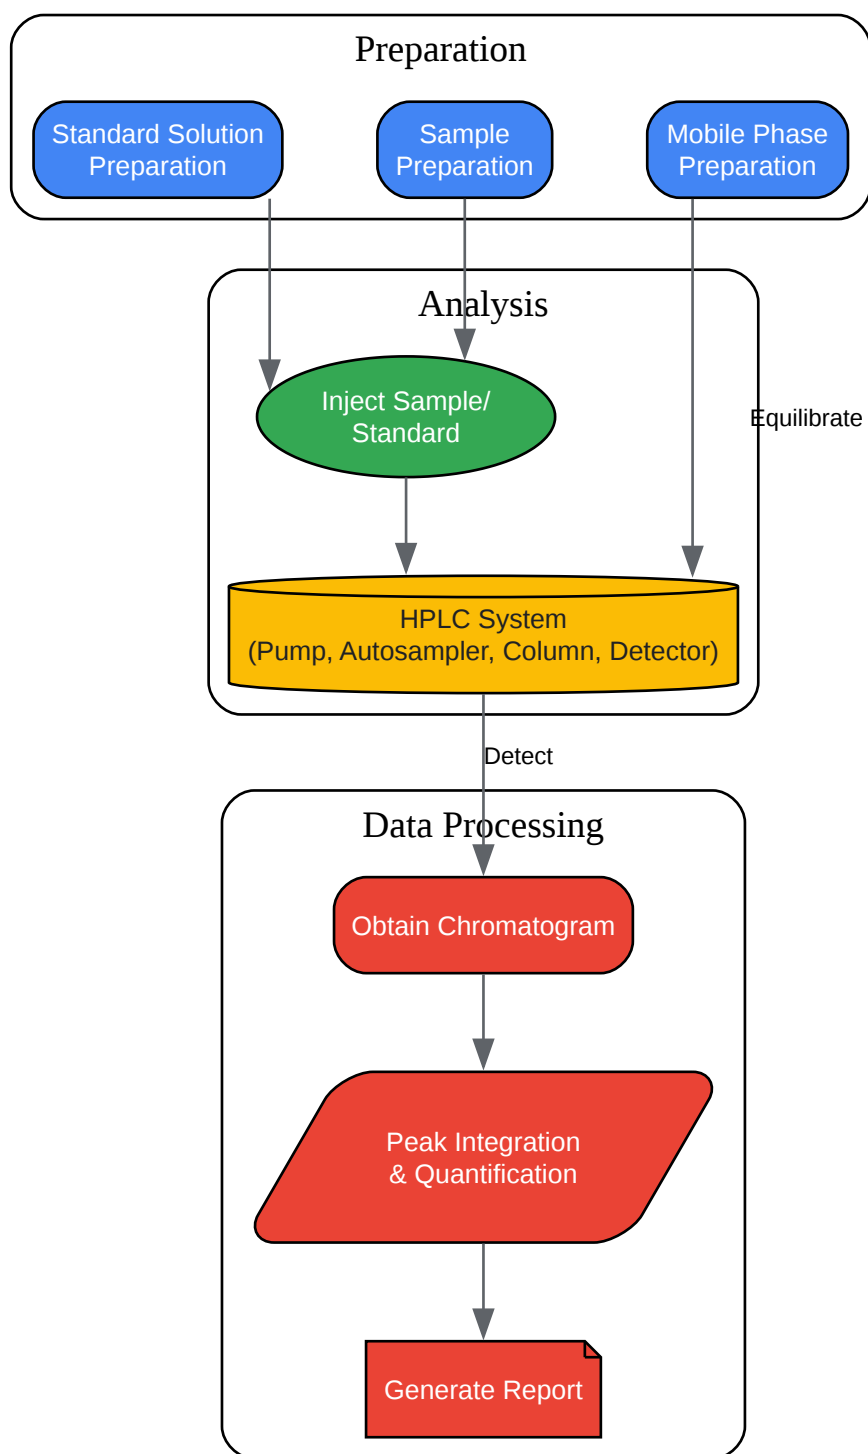 Preparation
Standard Solution
Preparation
Sample
Preparation
Mobile Phase
Preparation
Analysis
Inject Sample/
Standard
Equilibrate
HPLC System
(Pump, Autosampler, Column, Detector)
Detect
Data Processing
Obtain Chromatogram
Peak Integration
& Quantification
Generate Report